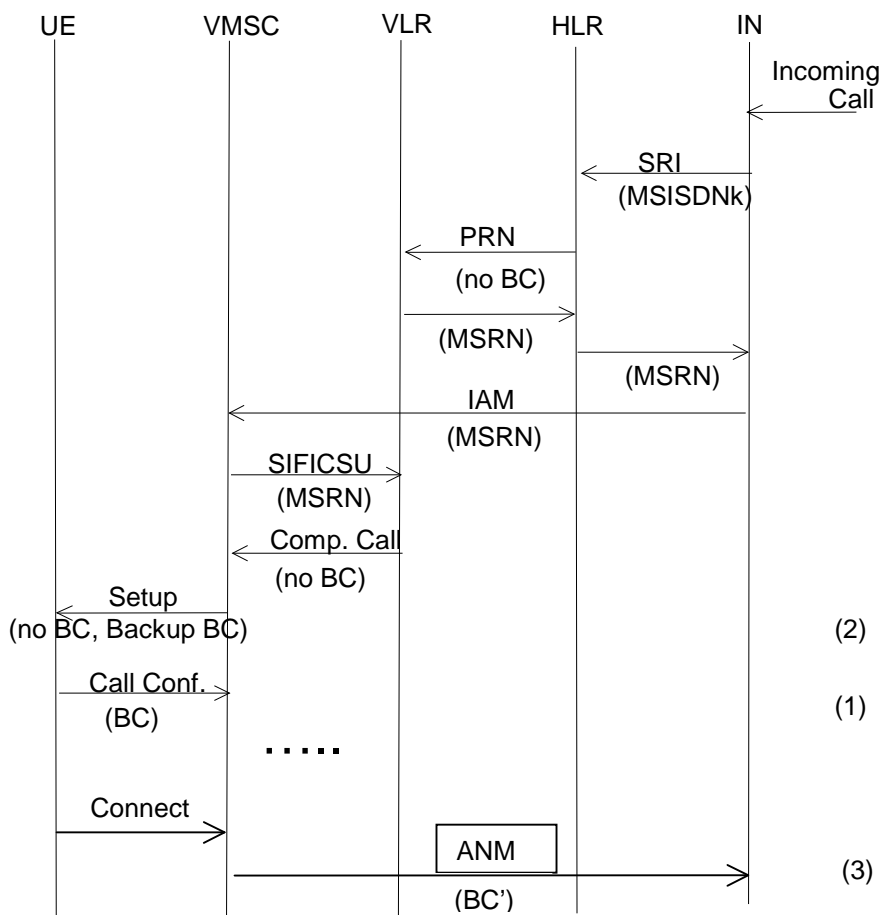 UE VMSC VLR HLR IN
Incoming
Call
SRI
(MSISDNk)
PRN
(no BC)
(MSRN)
(MSRN)
IAM
(MSRN)
SIFICSU
(MSRN)
Comp. Call
(no BC)
Setup
(no BC, Backup BC) (2)
Call Conf.
(BC) (1)
.....
Connect
ANM
(3)
(BC')